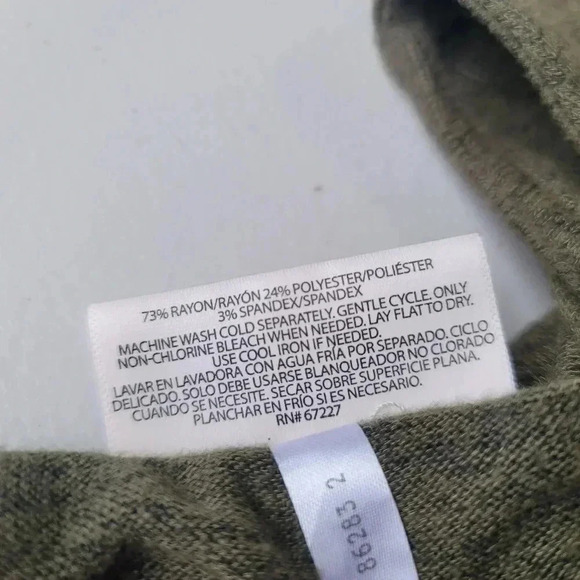 73% RAYON/RAYÓN 24% POLYESTER/POLIÉSTER
3% SPANDEX/SPANDEX
MACHINE WASH COLD SEPARATELY. GENTLE CYCLE. ONLY
NON-CHLORINE BLEACH WHEN NEEDED. LAY FLAT TO DRY.
USE COOL IRON IF NEEDED.
LAVAR EN LAVADORA CON AGUA FRÍA POR SEPARADO. CICLO
DELICADO. SOLO DEBE USARSE BLANQUEADOR NO CLORADO
CUANDO SE NECESITE. SECAR SOBRE SUPERFICIE PLANA.
PLANCHAR EN FRÍO SI ES NECESARIO.
RN# 67227
86283 2